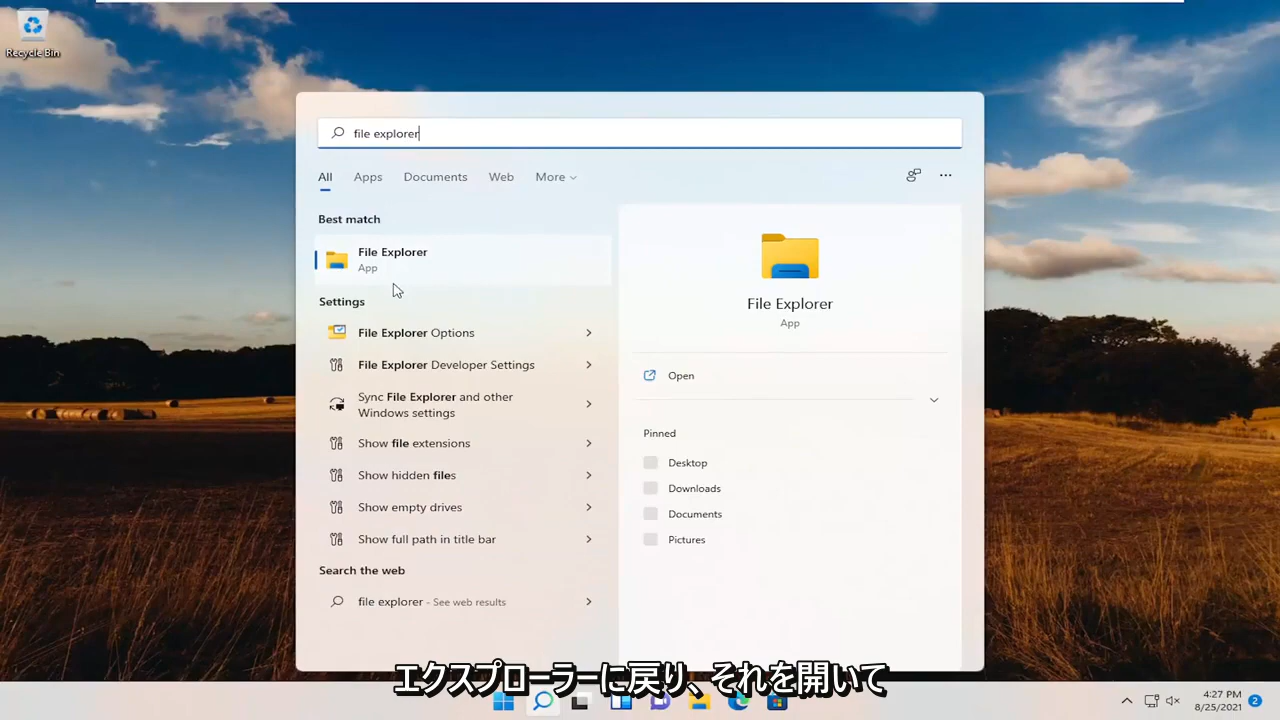 Recycle Bin
file explorer
All Apps Documents Web More
Best match
File Explorer
App
Settings
File Explorer Options
File Explorer Developer Settings
Sync File Explorer and other
Windows settings
Show file extensions
Show hidden files
Show empty drives
Show full path in title bar
Search the web
file explorer - See web results
File Explorer
App
Open
Pinned
Desktop
Downloads
Documents
Pictures
エクスプローラーに戻り、それを開いて
4:27 PM
8/25/2021
2